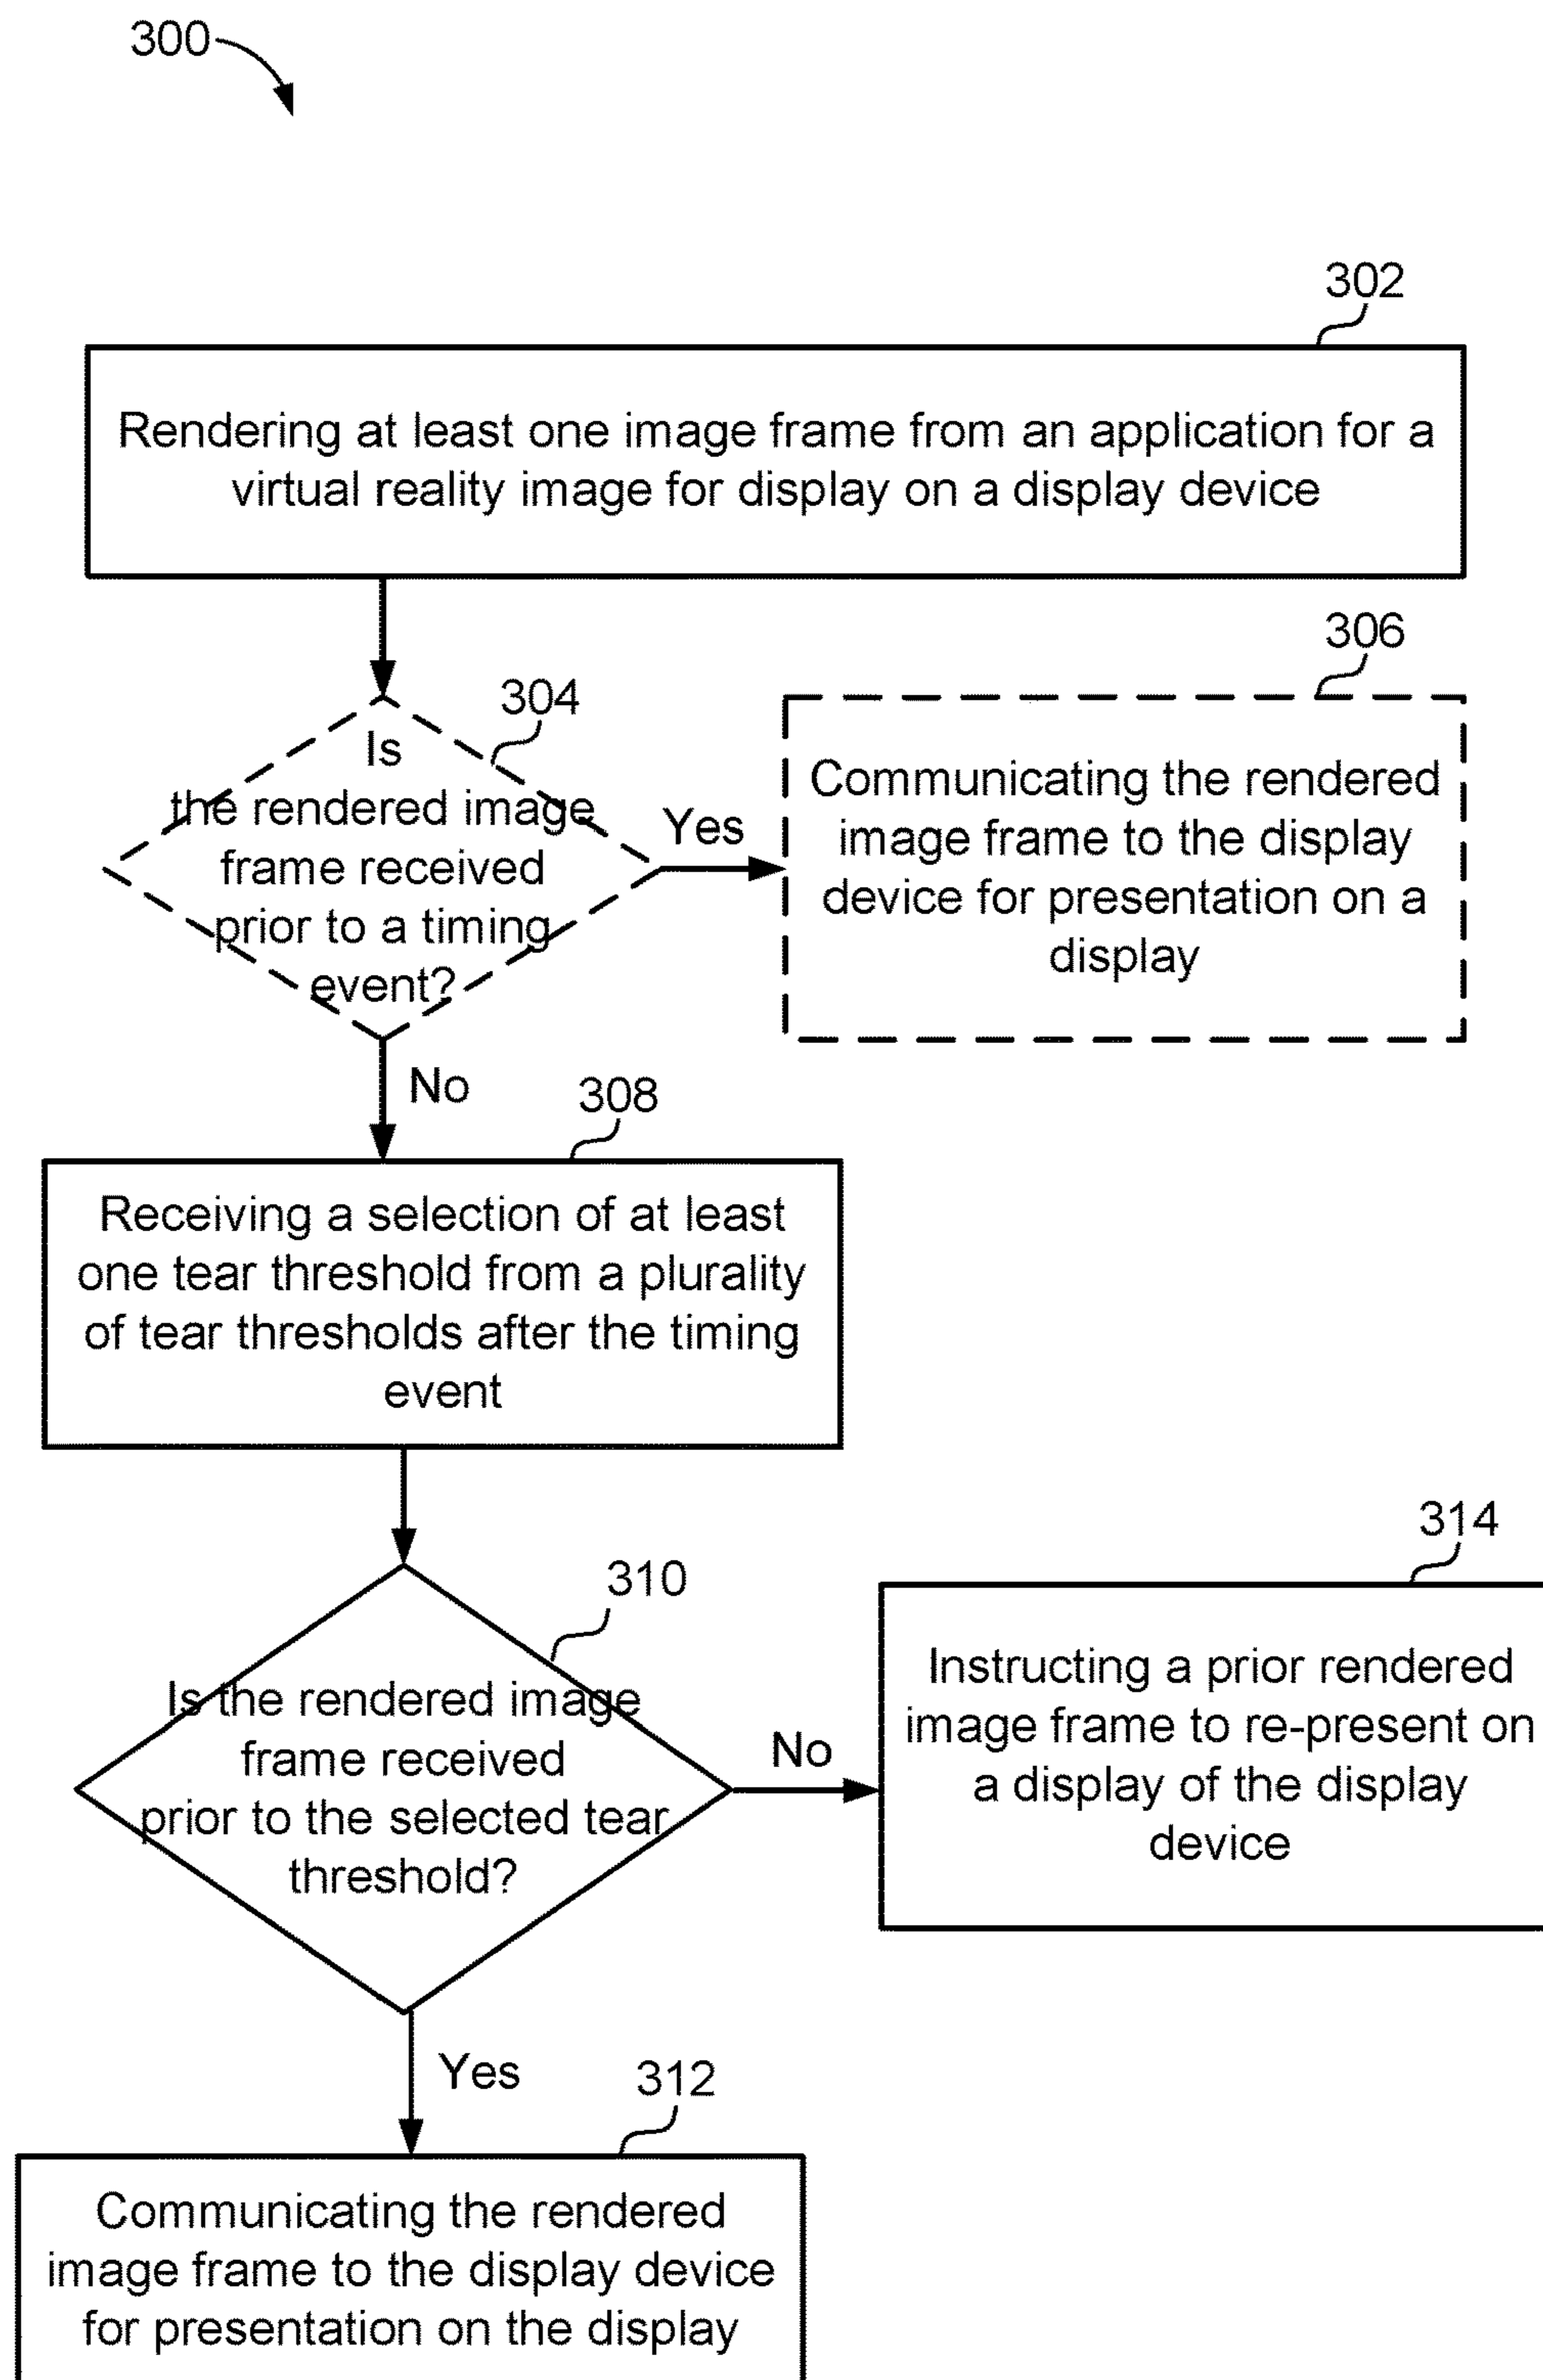 300
302
Rendering at least one image frame from an application for a
virtual reality image for display on a display device
304
Is
the rendered image
frame received
prior to a timing
event?
Yes
306
Communicating the rendered
image frame to the display
device for presentation on a
display
No
308
Receiving a selection of at least
one tear threshold from a plurality
of tear thresholds after the timing
event
310
Is the rendered image
frame received
prior to the selected tear
threshold?
No
314
Instructing a prior rendered
image frame to re-present on
a display of the display
device
Yes
312
Communicating the rendered
image frame to the display device
for presentation on the display